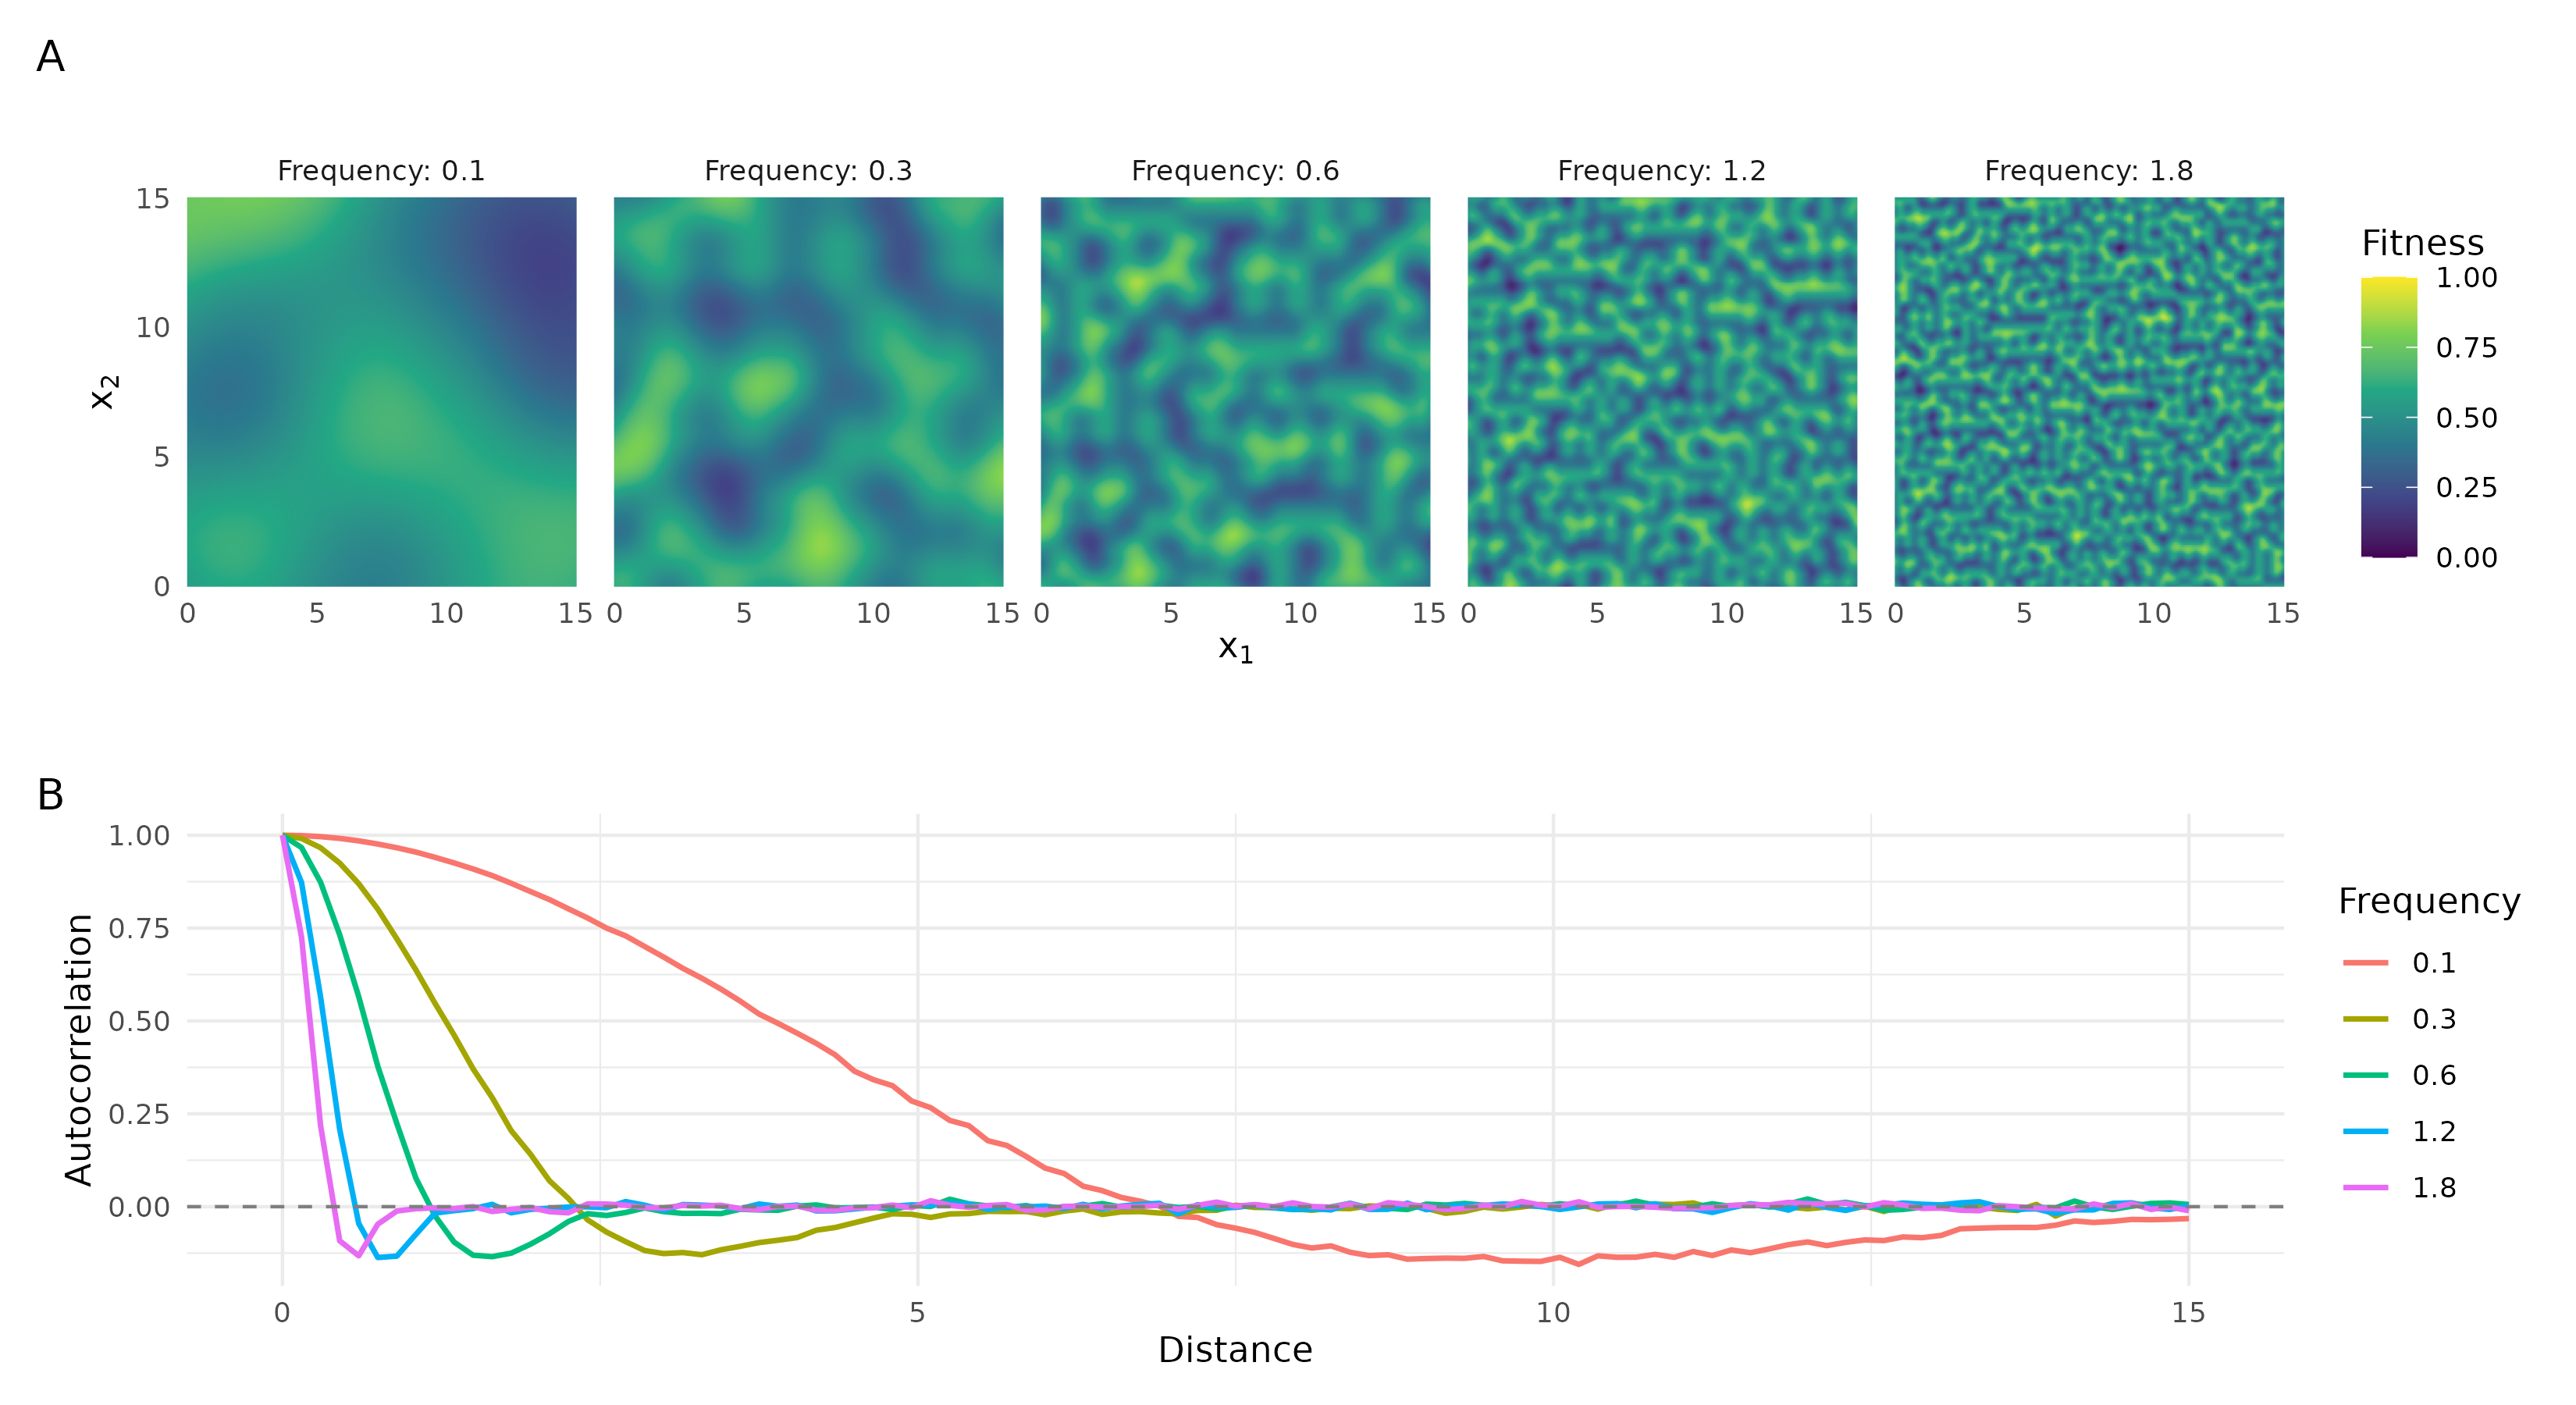 A
Frequency: 0.1 Frequency: 0.3 Frequency: 0.6 Frequency: 1.2 Frequency: 1.8
15
10
5
0
x₂
0 5 10 15 0 5 10 15 0 5 10 15 0 5 10 15 0 5 10 15
x₁
Fitness
1.00
0.75
0.50
0.25
0.00
B
1.00
0.75
0.50
0.25
0.00
Autocorrelation
0 5 10 15
Distance
Frequency
0.1
0.3
0.6
1.2
1.8